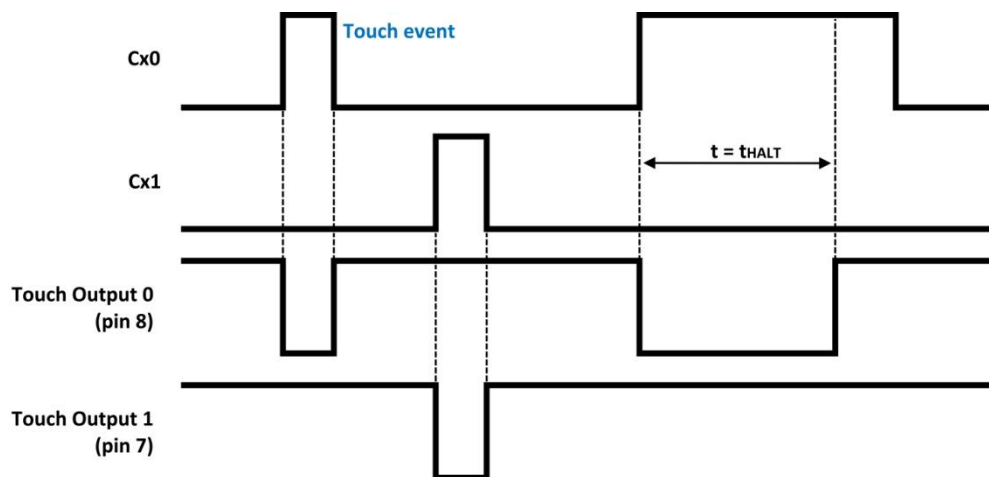 Touch event
Cx0
t = tHALT
Cx1
Touch Output 0
(pin 8)
Touch Output 1
(pin 7)